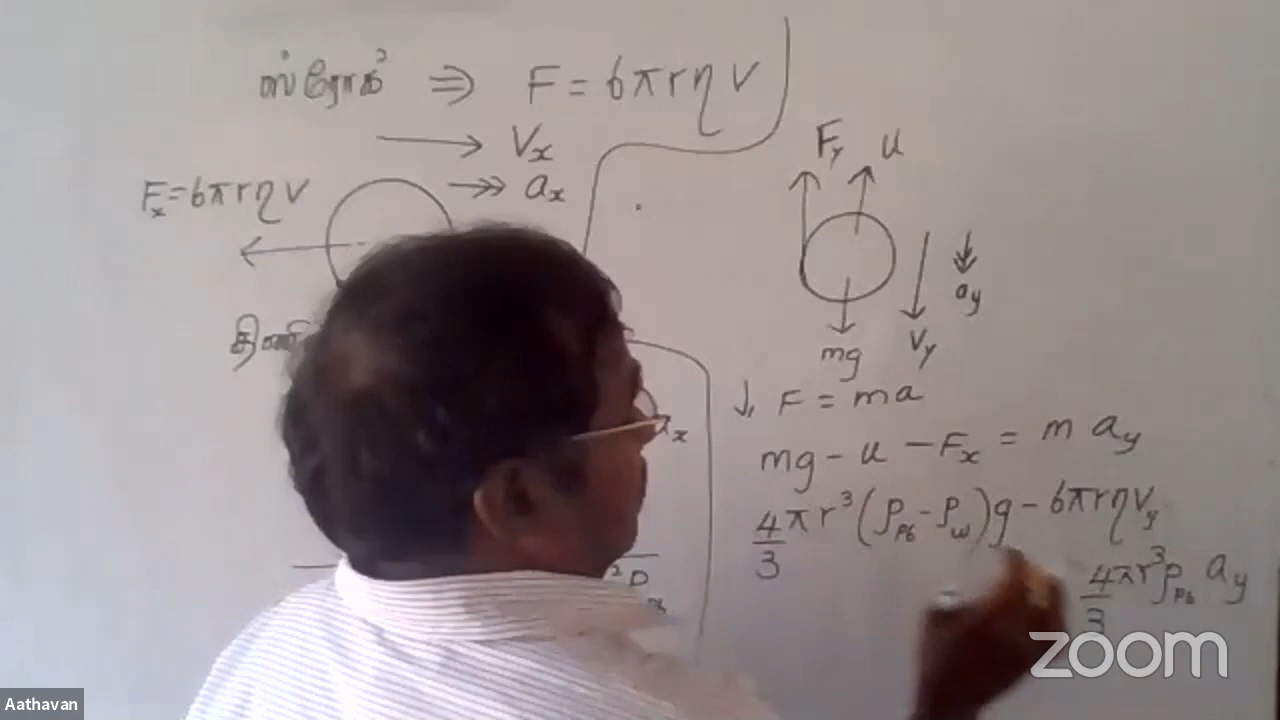 ஸ்ரோக் ⇒ F = 6πrηv
Vx
Fx = 6πrηv
ax
திணி
x
²ρ
Fy u
ay
mg Vy
↓, F = ma
mg - u - Fx = m ay
4/3 πr³(ρPb - ρw)g - 6πrηVy
4/3 πr³ρPb ay
zoom
Aathavan